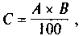 C = A × B / 100 ,